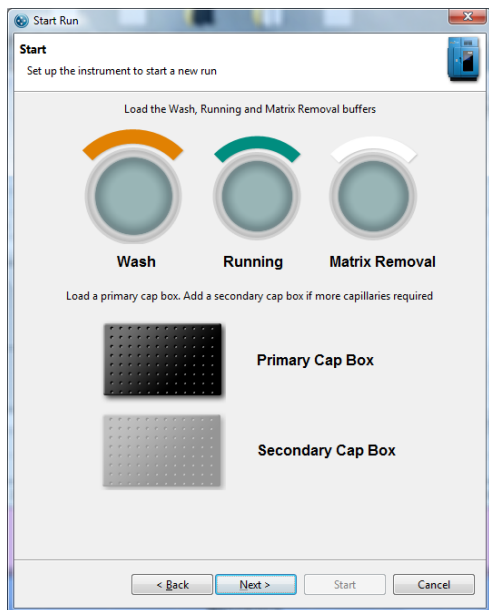 Start Run
Start
Set up the instrument to start a new run
Load the Wash, Running and Matrix Removal buffers
Wash Running Matrix Removal
Load a primary cap box. Add a secondary cap box if more capillaries required
Primary Cap Box
Secondary Cap Box
< Back Next > Start Cancel